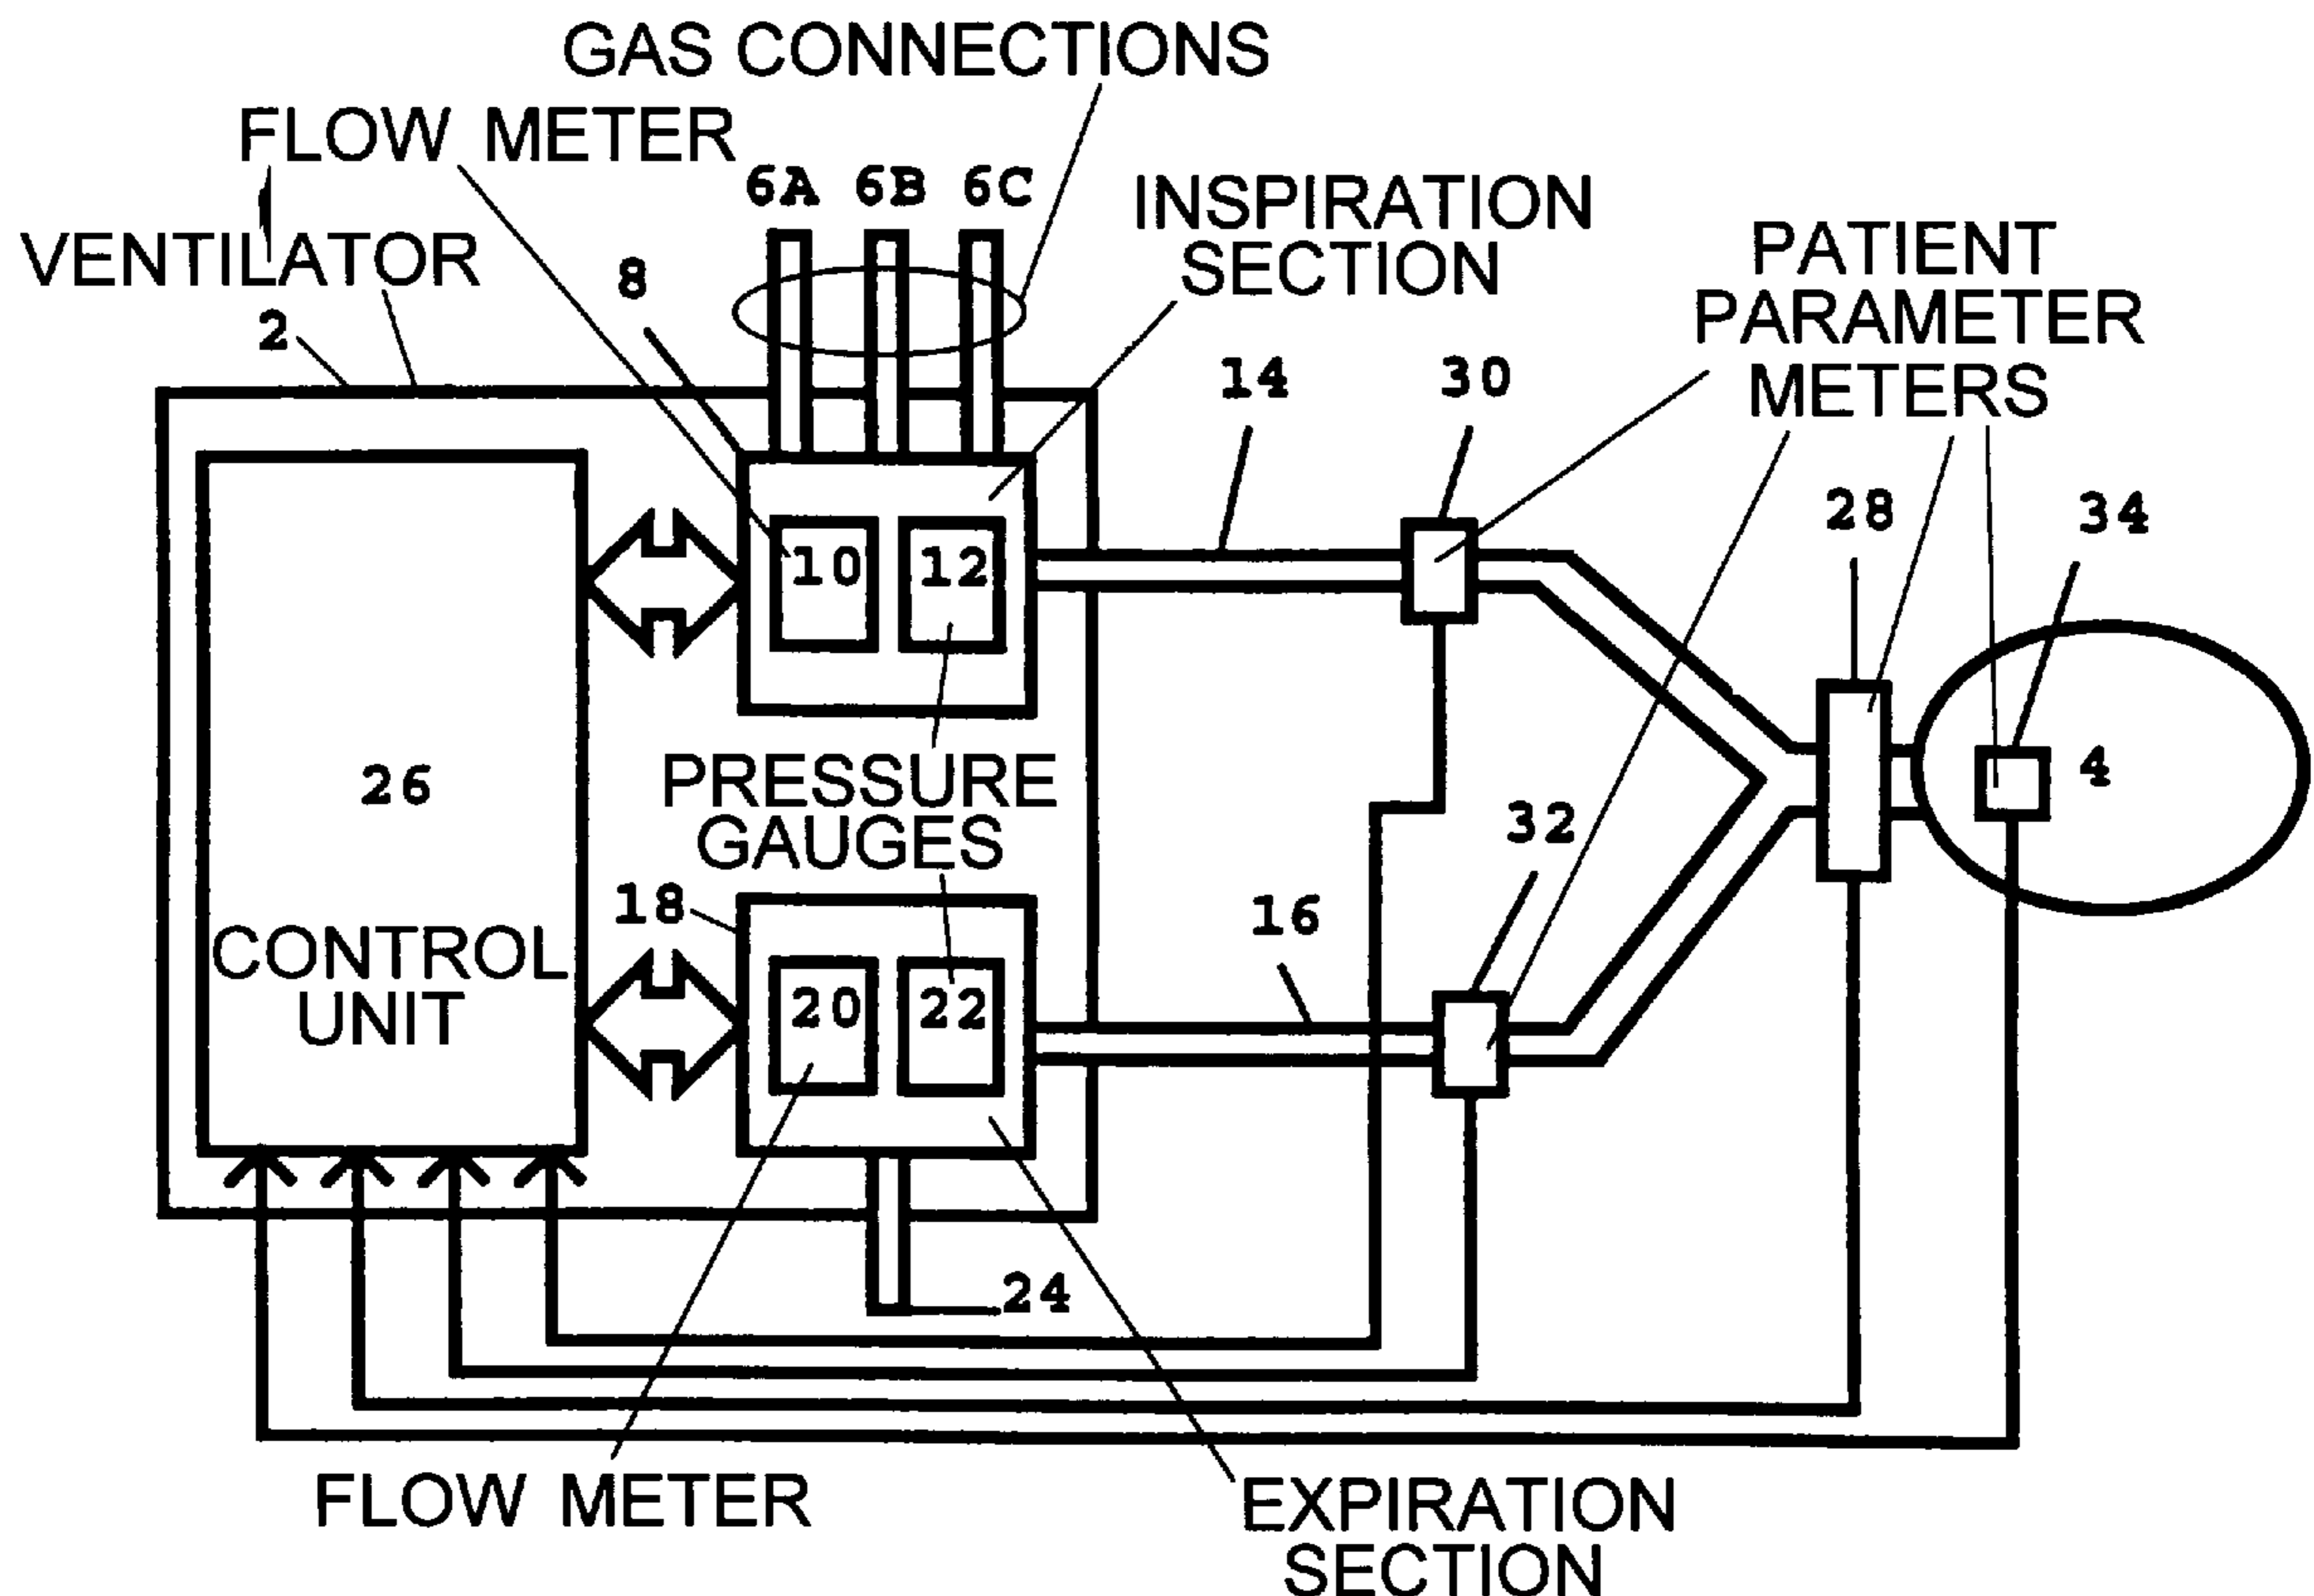 GAS CONNECTIONS
FLOW METER
6A 6B 6C
INSPIRATION
SECTION
PATIENT
PARAMETER
METERS
VENTILATOR
8
2
14
30
28
34
10
12
26
PRESSURE
GAUGES
4
32
18
16
CONTROL
UNIT
20
22
24
FLOW METER
EXPIRATION
SECTION